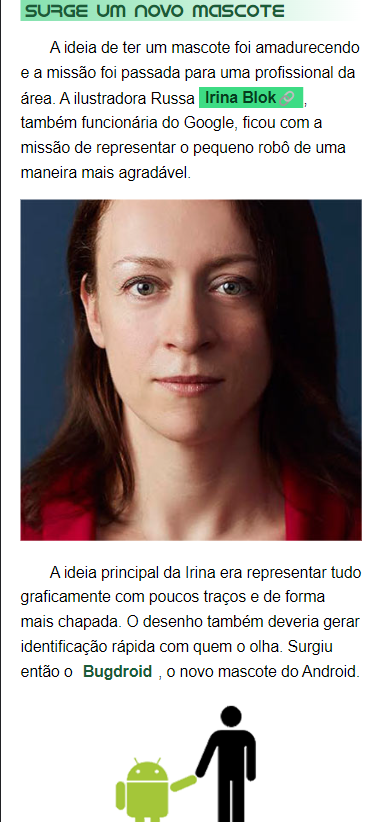 SURGE UM NOVO MASCOTE
A ideia de ter um mascote foi amadurecendo
e a missão foi passada para uma profissional da
área. A ilustradora Russa Irina Blok ,
também funcionária do Google, ficou com a
missão de representar o pequeno robô de uma
maneira mais agradável.
A ideia principal da Irina era representar tudo
graficamente com poucos traços e de forma
mais chapada. O desenho também deveria gerar
identificação rápida com quem o olha. Surgiu
então o Bugdroid , o novo mascote do Android.